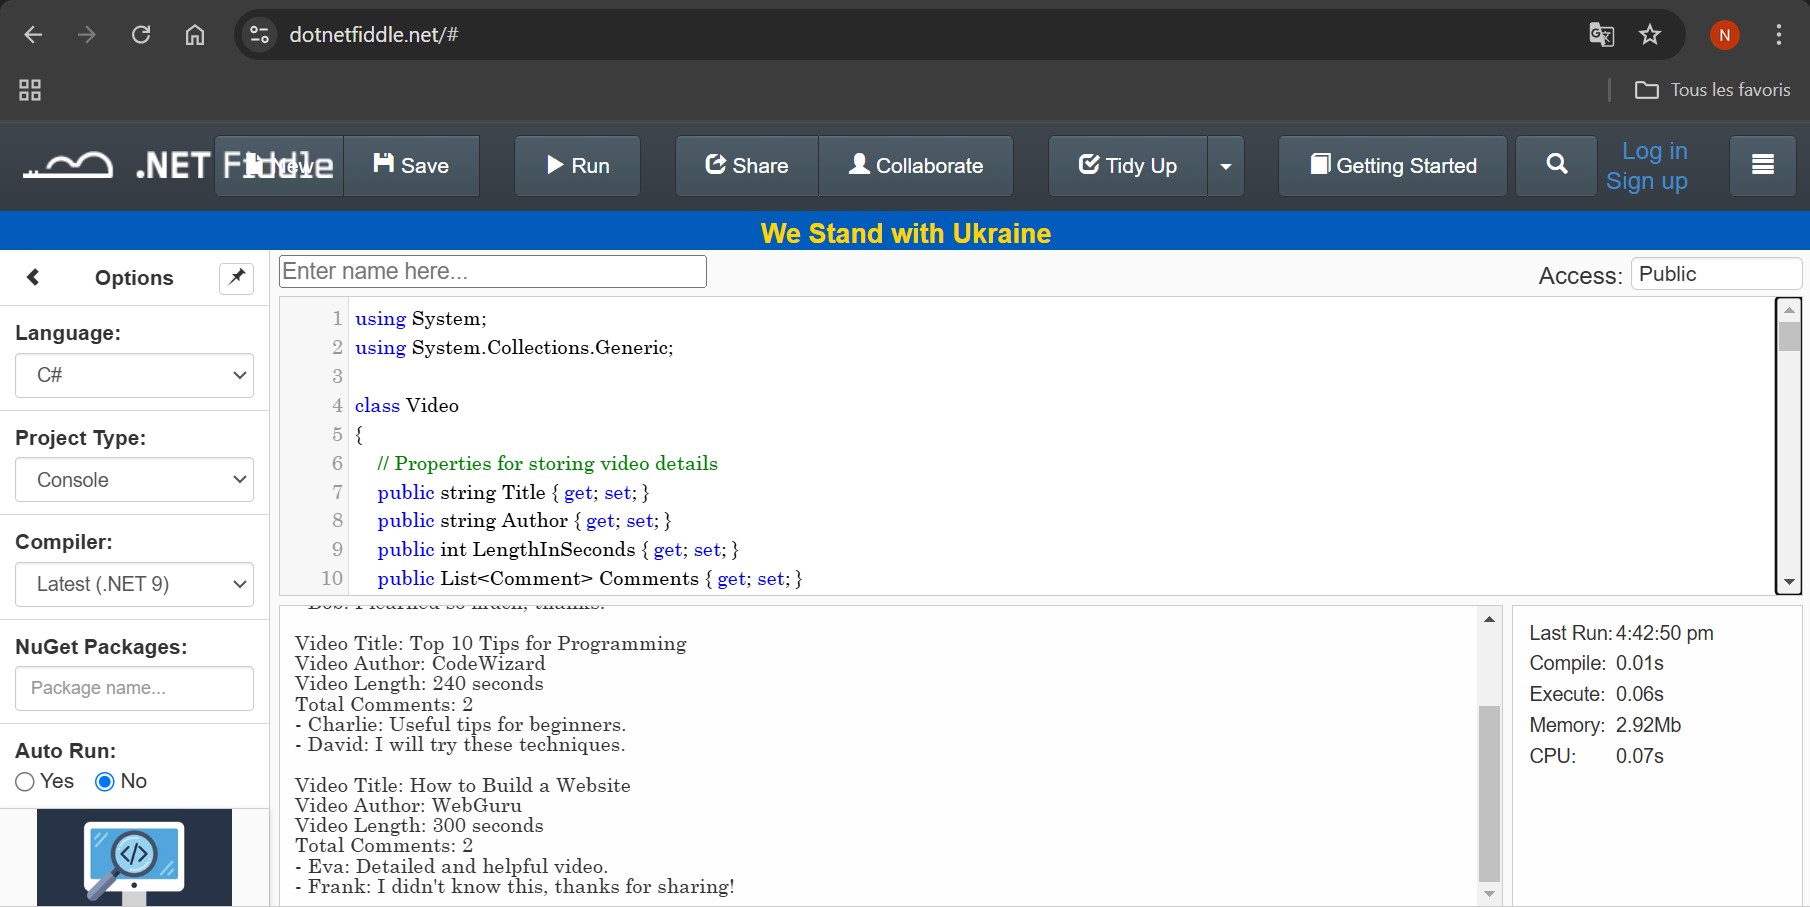 dotnetfiddle.net/#
N
Tous les favoris
.NET Fiddle
New
Save
Run
Share
Collaborate
Tidy Up
Getting Started
Log in
Sign up
We Stand with Ukraine
Options
Enter name here...
Access:
Public
Language:
C#
Project Type:
Console
Compiler:
Latest (.NET 9)
NuGet Packages:
Package name...
Auto Run:
Yes
No
</>
1 using System;
2 using System.Collections.Generic;
3
4 class Video
5 {
6 // Properties for storing video details
7 public string Title { get; set; }
8 public string Author { get; set; }
9 public int LengthInSeconds { get; set; }
10 public List<Comment> Comments { get; set; }
- Bob: I learned so much, thanks.
Video Title: Top 10 Tips for Programming
Video Author: CodeWizard
Video Length: 240 seconds
Total Comments: 2
- Charlie: Useful tips for beginners.
- David: I will try these techniques.
Video Title: How to Build a Website
Video Author: WebGuru
Video Length: 300 seconds
Total Comments: 2
- Eva: Detailed and helpful video.
- Frank: I didn't know this, thanks for sharing!
Last Run: 4:42:50 pm
Compile: 0.01s
Execute: 0.06s
Memory: 2.92Mb
CPU: 0.07s